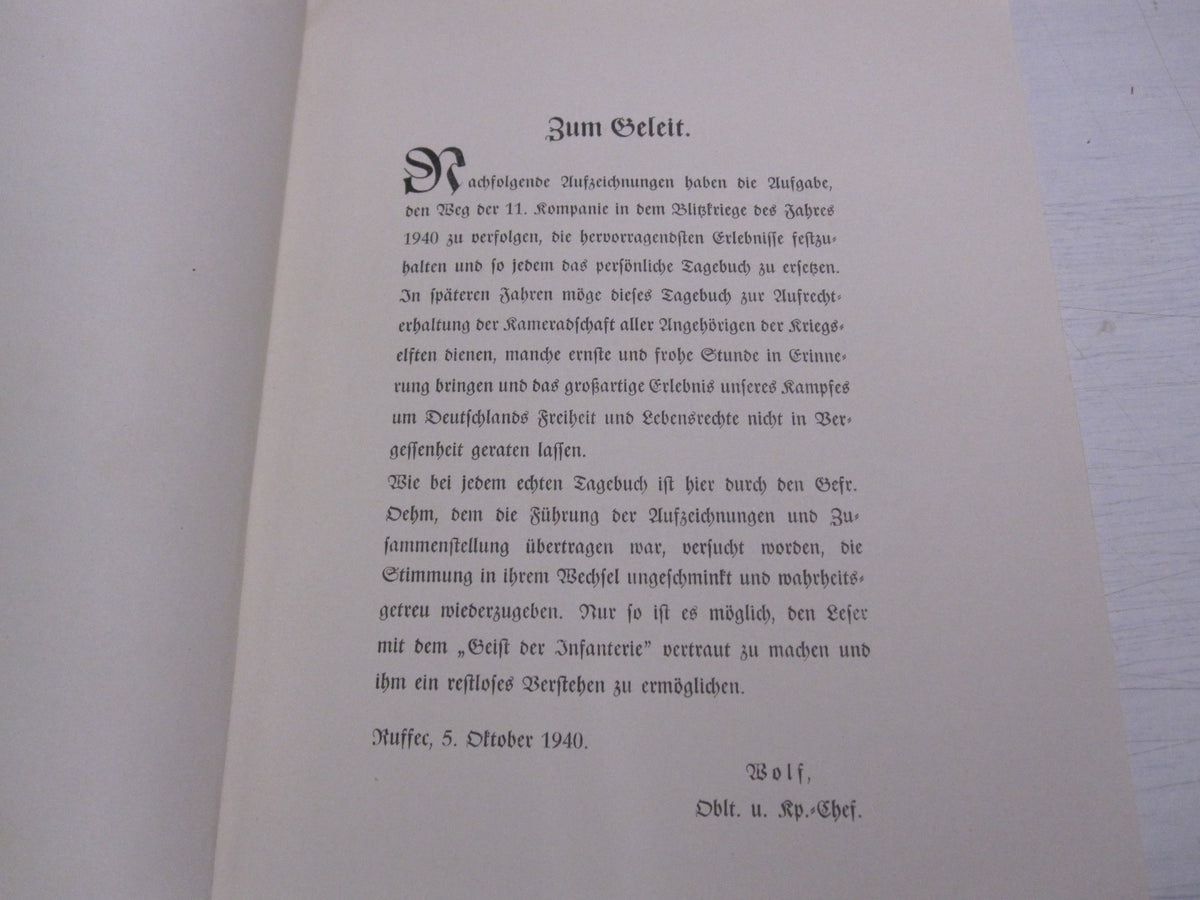 Zum Geleit.
Nachfolgende Aufzeichnungen haben die Aufgabe,
den Weg der 11. Kompanie in dem Blitzkriege des Jahres
1940 zu verfolgen, die hervorragendsten Erlebnisse festzu-
halten und so jedem das persönliche Tagebuch zu ersetzen.
In späteren Jahren möge dieses Tagebuch zur Aufrecht-
erhaltung der Kameradschaft aller Angehörigen der Kriegs-
elften dienen, manche ernste und frohe Stunde in Erinne-
rung bringen und das großartige Erlebnis unseres Kampfes
um Deutschlands Freiheit und Lebensrechte nicht in Ver-
gessenheit geraten lassen.
Wie bei jedem echten Tagebuch ist hier durch den Gefr.
Oehm, dem die Führung der Aufzeichnungen und Zu-
sammenstellung übertragen war, versucht worden, die
Stimmung in ihrem Wechsel ungeschminkt und wahrheits-
getreu wiederzugeben. Nur so ist es möglich, den Leser
mit dem „Geist der Infanterie" vertraut zu machen und
ihm ein restloses Verstehen zu ermöglichen.
Ruffec, 5. Oktober 1940.
Wolf,
Oblt. u. Kp.-Chef.